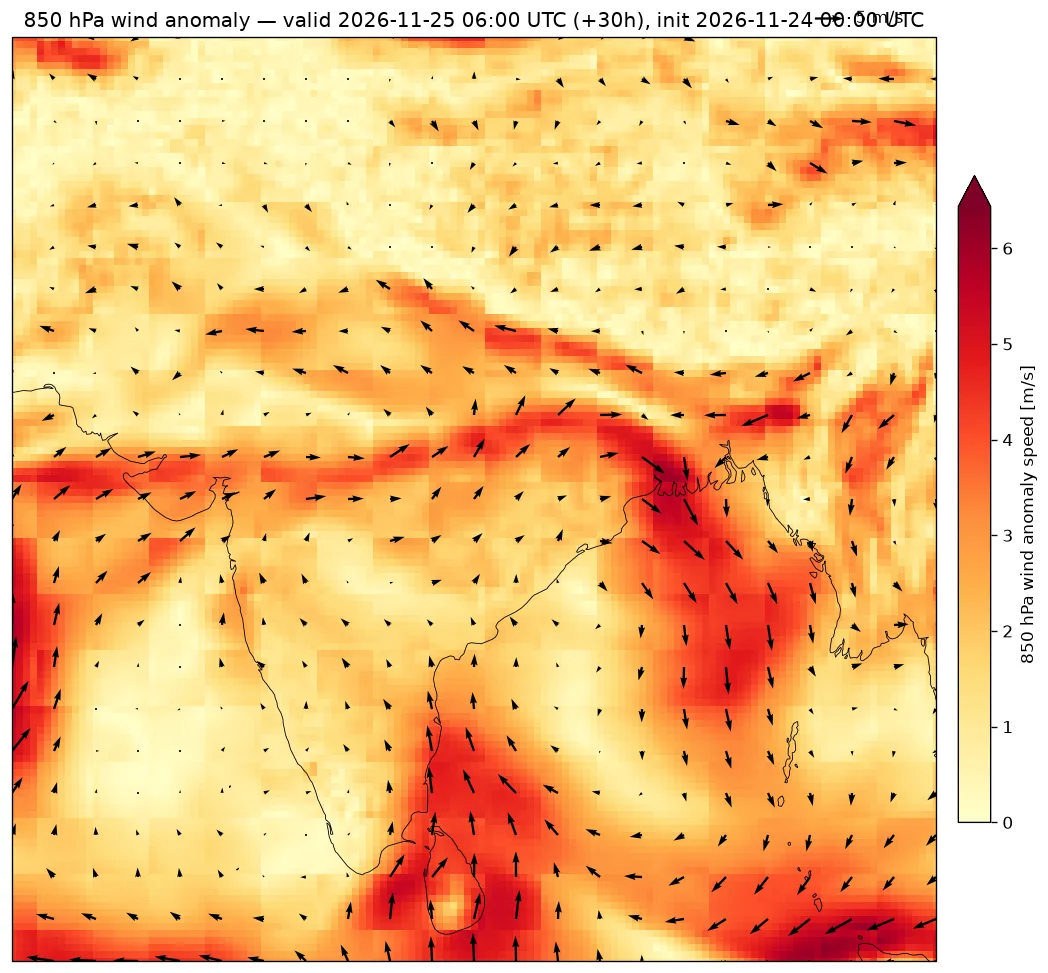 850 hPa wind anomaly — valid 2026-11-25 06:00 UTC (+30h), init 2026-11-24 00:00 UTC
5 m/s
6
5
4
3
2
1
0
850 hPa wind anomaly speed [m/s]